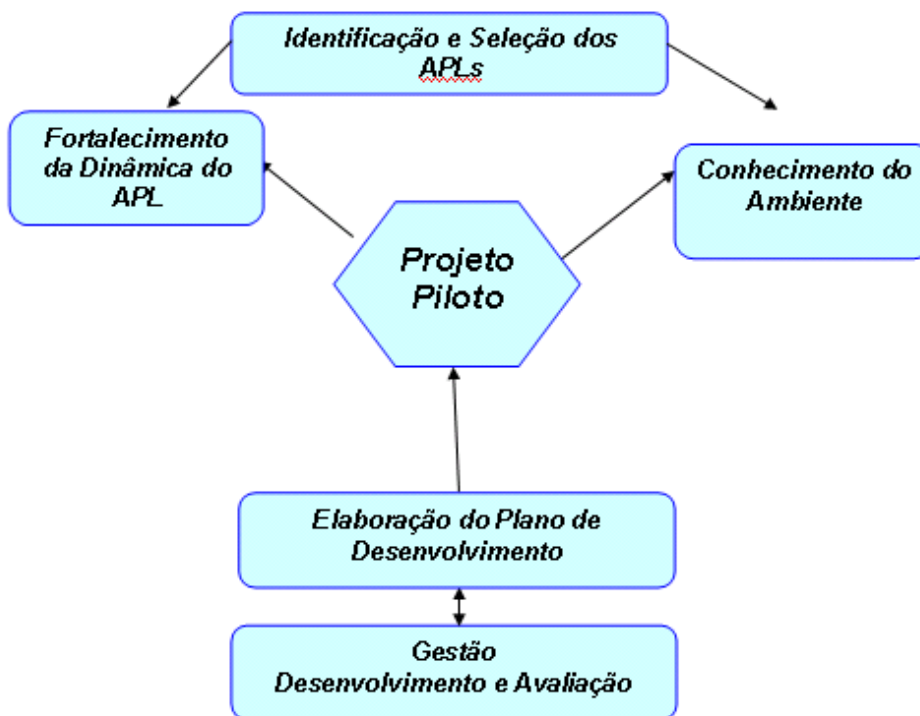 Identificação e Seleção dos
APLs
Fortalecimento
da Dinâmica do
APL
Conhecimento do
Ambiente
Projeto
Piloto
Elaboração do Plano de
Desenvolvimento
Gestão
Desenvolvimento e Avaliação